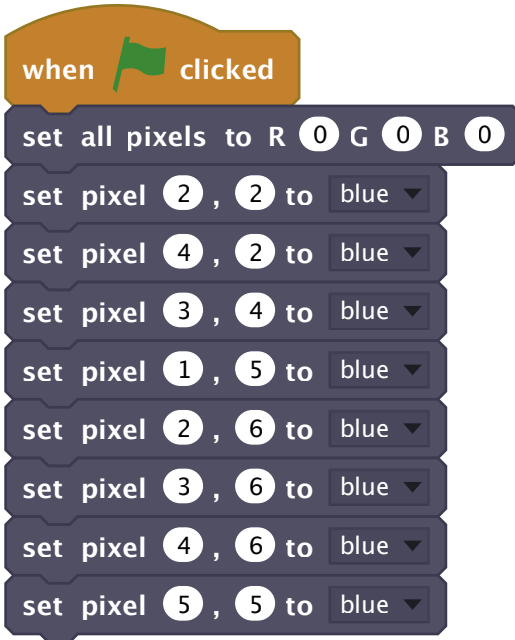 when clicked
set all pixels to R 0 G 0 B 0
set pixel 2 , 2 to blue
set pixel 4 , 2 to blue
set pixel 3 , 4 to blue
set pixel 1 , 5 to blue
set pixel 2 , 6 to blue
set pixel 3 , 6 to blue
set pixel 4 , 6 to blue
set pixel 5 , 5 to blue